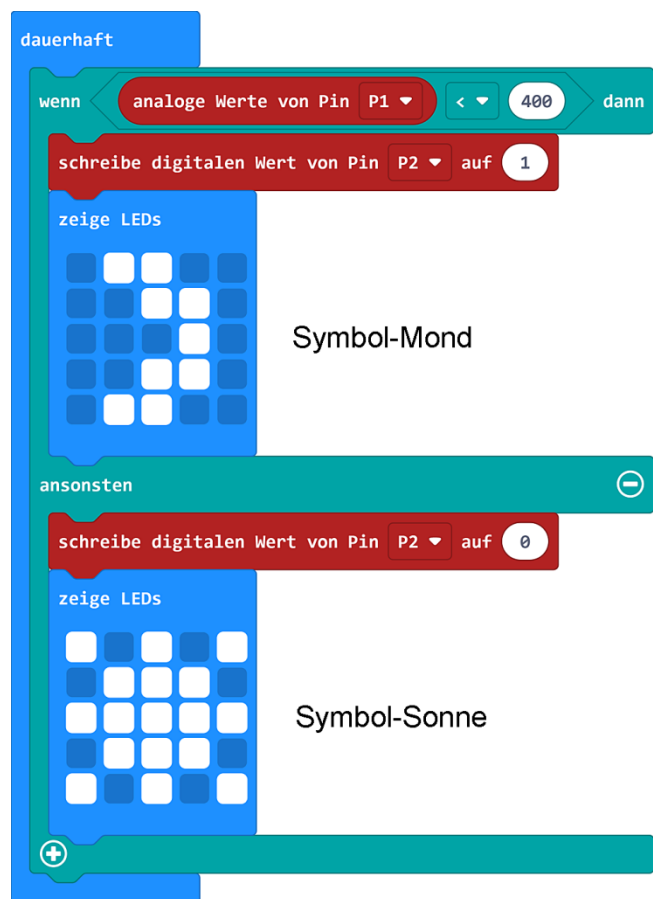 dauerhaft
wenn analoge Werte von Pin P1 < 400 dann
schreibe digitalen Wert von Pin P2 auf 1
zeige LEDs
Symbol-Mond
ansonsten
schreibe digitalen Wert von Pin P2 auf 0
zeige LEDs
Symbol-Sonne